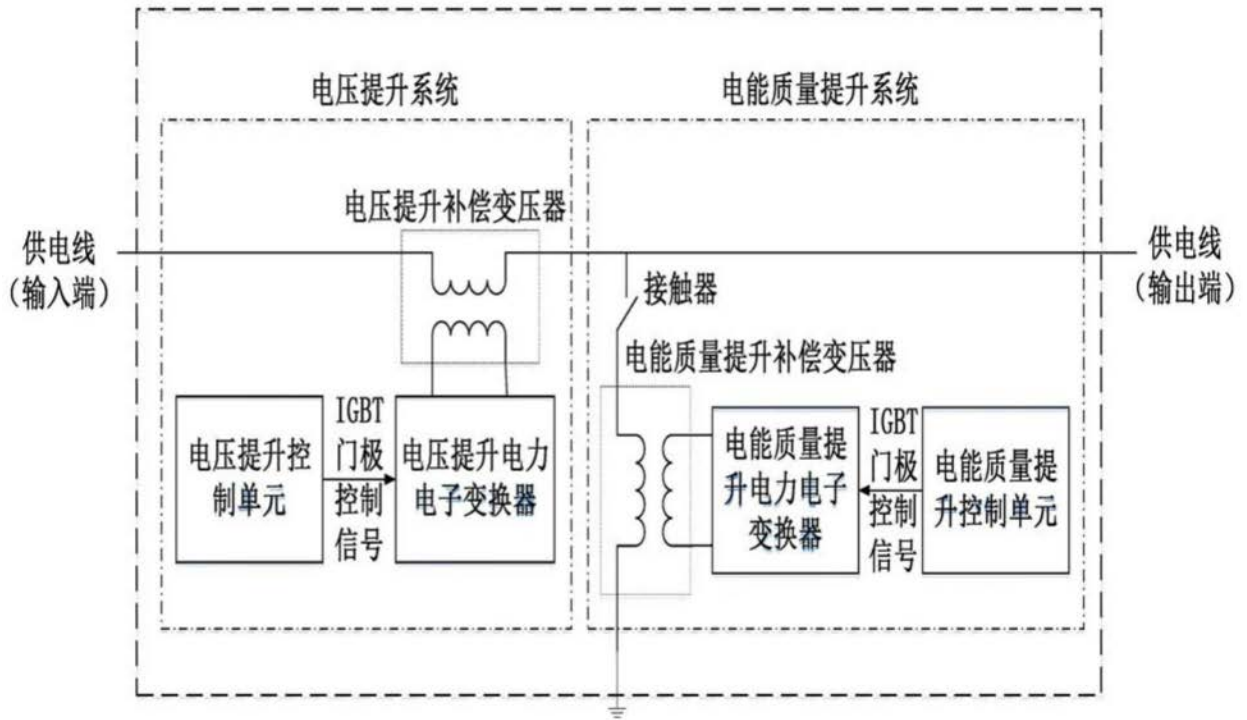 电压提升系统
电能质量提升系统
电压提升补偿变压器
供电线
(输入端)
供电线
(输出端)
接触器
电能质量提升补偿变压器
电压提升控
制单元
IGBT
门极
控制
信号
电压提升电力
电子变换器
电能质量提
升电力电子
变换器
IGBT
门极
控制
信号
电能质量提
升控制单元